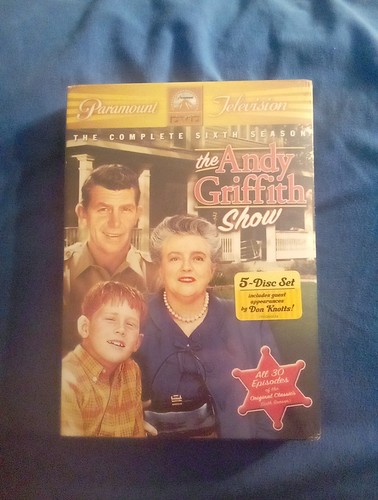 Paramount Television
THE COMPLETE SIXTH SEASON
the Andy
Griffith
Show
5-Disc Set
includes guest
appearances
by Don Knotts!
All 30
Episodes
of the
Original Classic